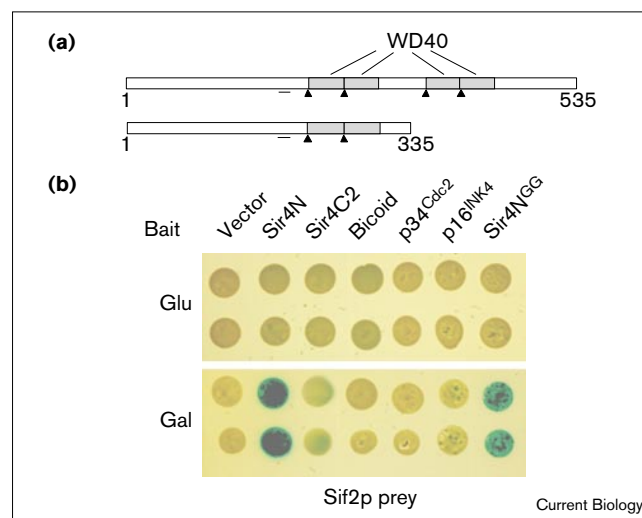 (a)
WD40
1 535
1 335
(b)
Bait Vector Sir4N Sir4C2 Bicoid p34Cdc2 p16INK4 Sir4NGG
Glu
Gal
Sif2p prey
Current Biology